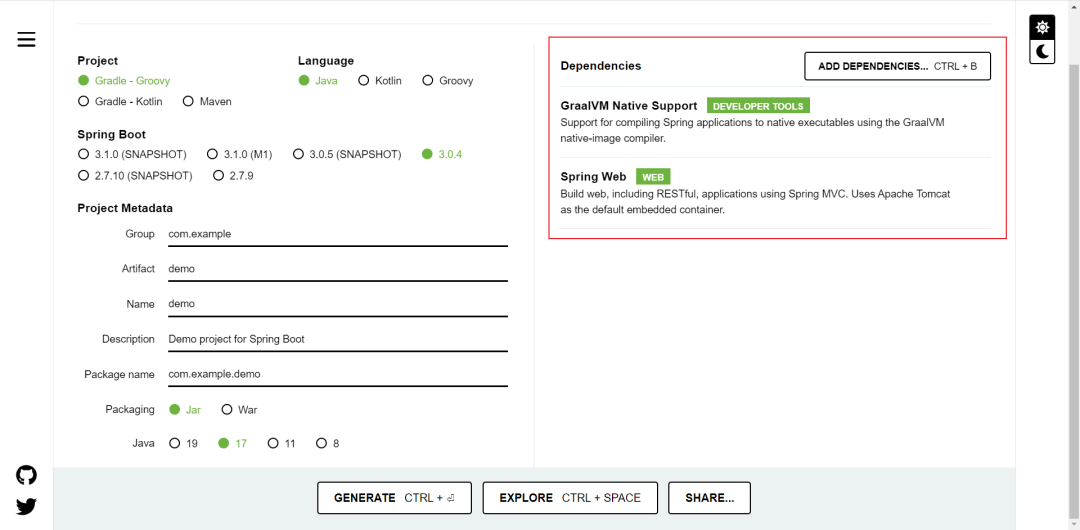 Project
Language
Gradle - Groovy
Java Kotlin Groovy
Gradle - Kotlin Maven
Spring Boot
3.1.0 (SNAPSHOT) 3.1.0 (M1) 3.0.5 (SNAPSHOT) 3.0.4
2.7.10 (SNAPSHOT) 2.7.9
Project Metadata
Group com.example
Artifact demo
Name demo
Description Demo project for Spring Boot
Package name com.example.demo
Packaging Jar War
Java 19 17 11 8
Dependencies
ADD DEPENDENCIES... CTRL + B
GraalVM Native Support DEVELOPER TOOLS
Support for compiling Spring applications to native executables using the GraalVM
native-image compiler.
Spring Web WEB
Build web, including RESTful, applications using Spring MVC. Uses Apache Tomcat
as the default embedded container.
GENERATE CTRL + ⏎
EXPLORE CTRL + SPACE
SHARE...